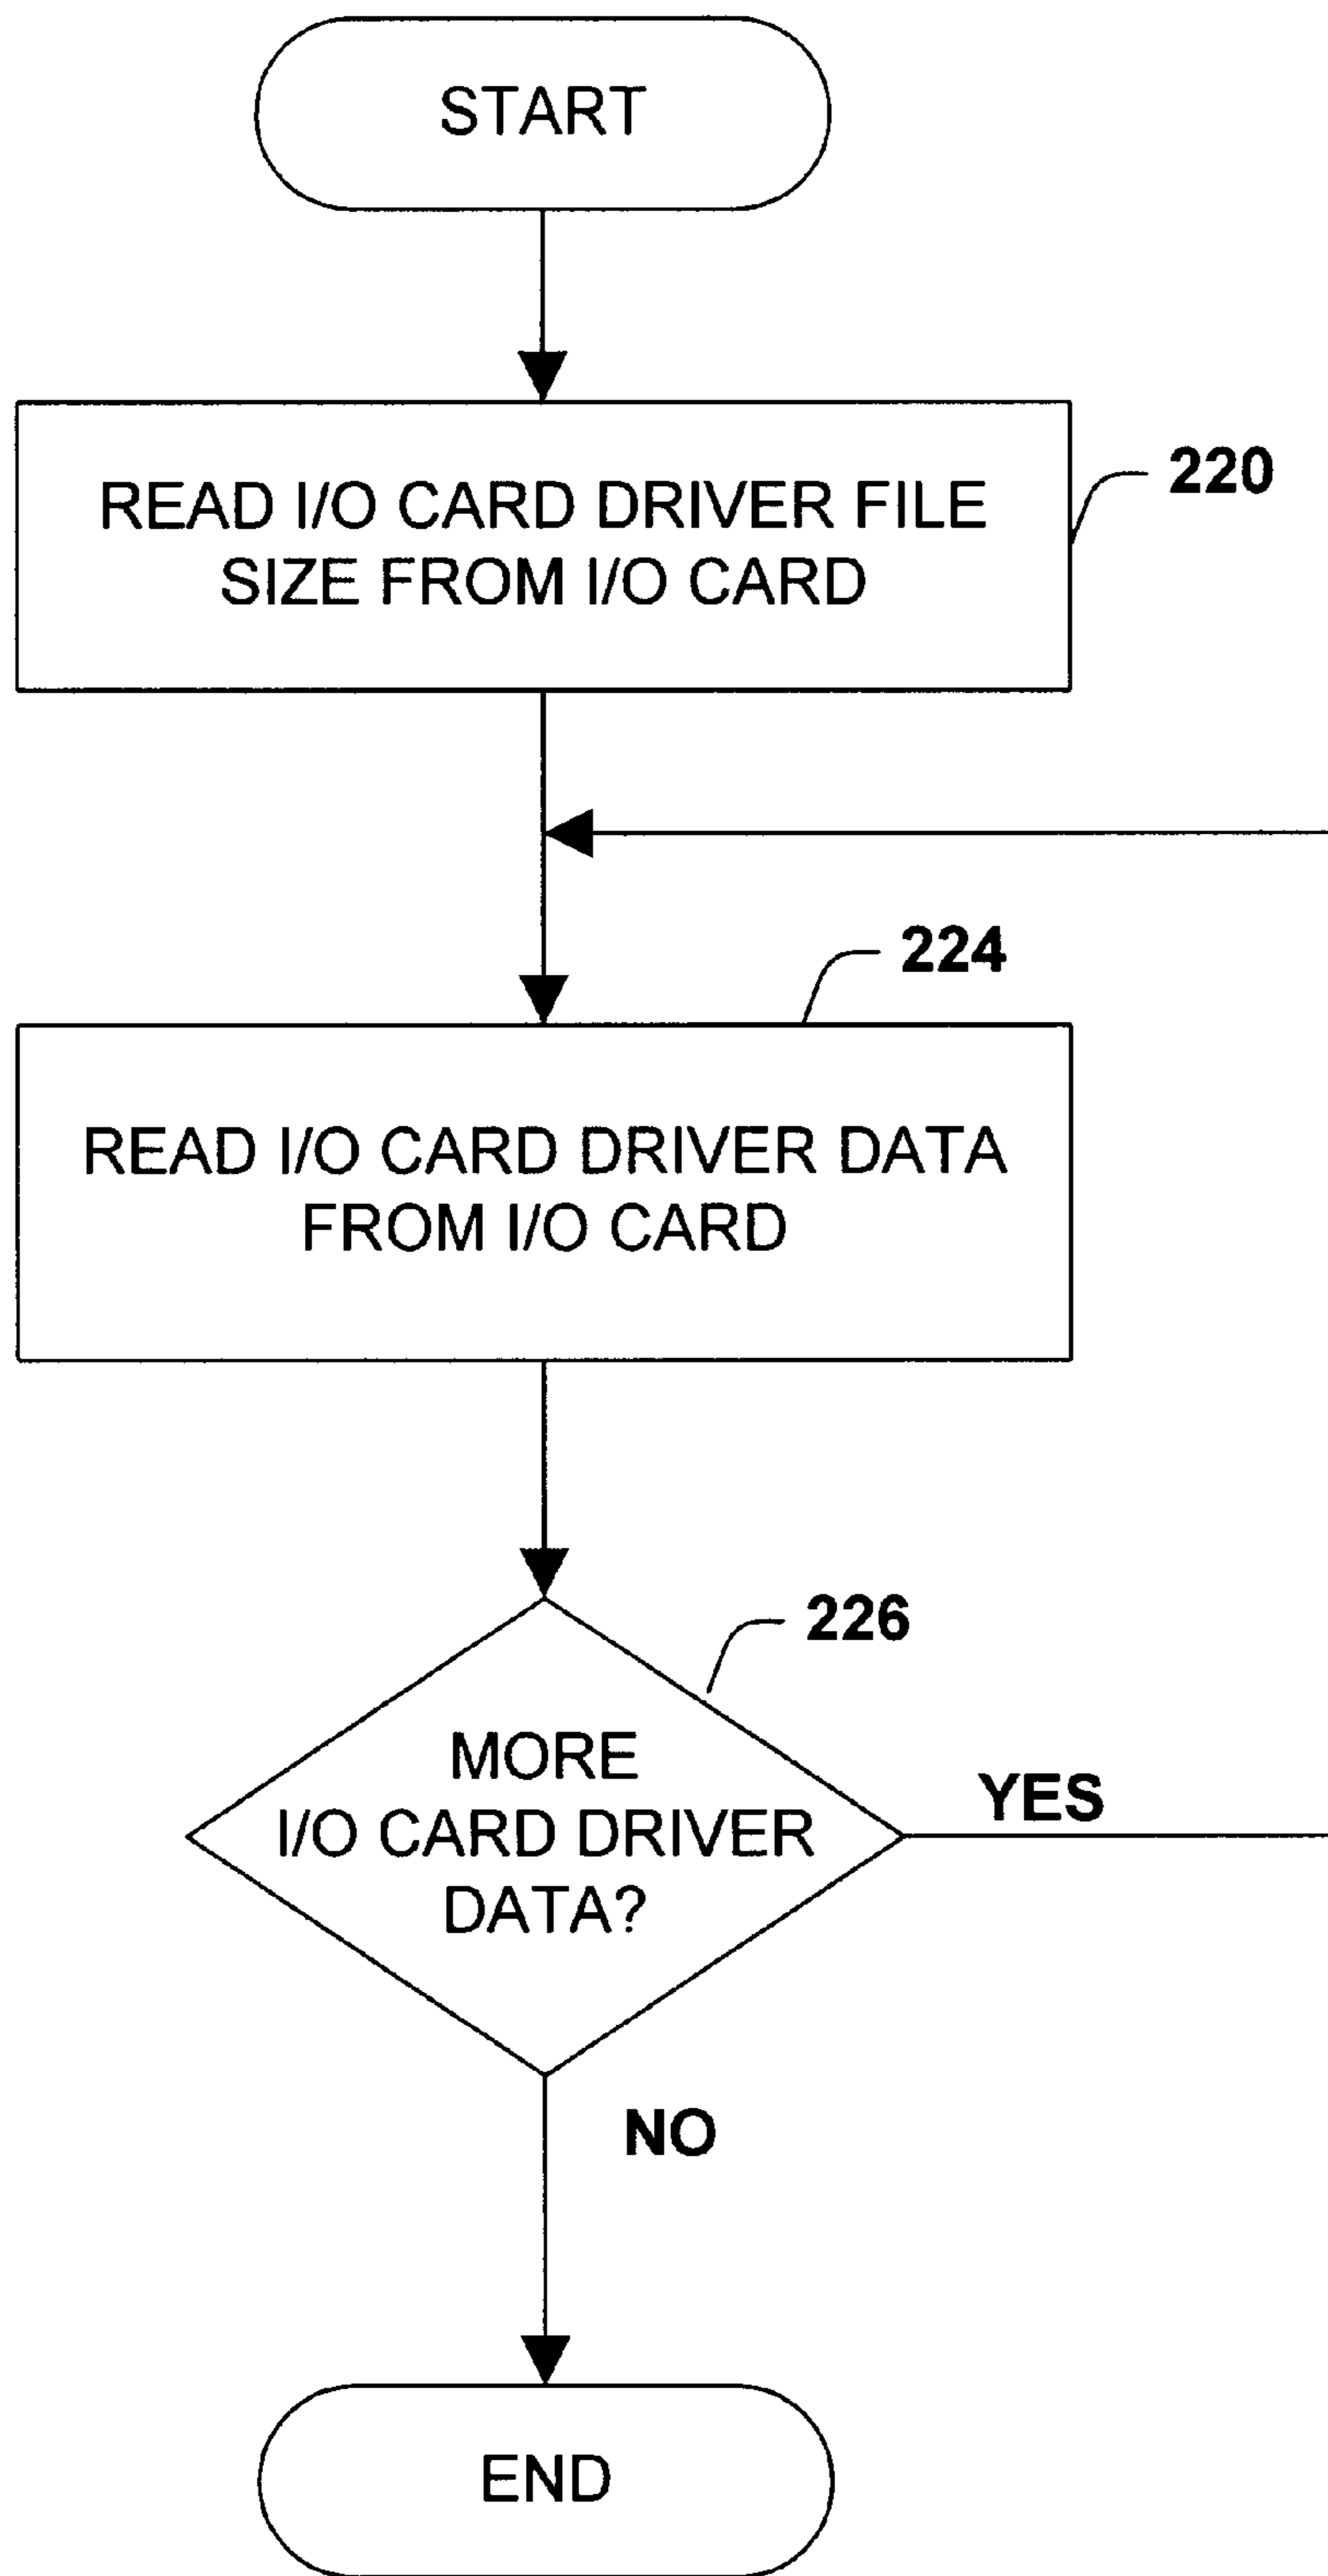 START
READ I/O CARD DRIVER FILE
SIZE FROM I/O CARD
220
224
READ I/O CARD DRIVER DATA
FROM I/O CARD
226
MORE
I/O CARD DRIVER
DATA?
YES
NO
END